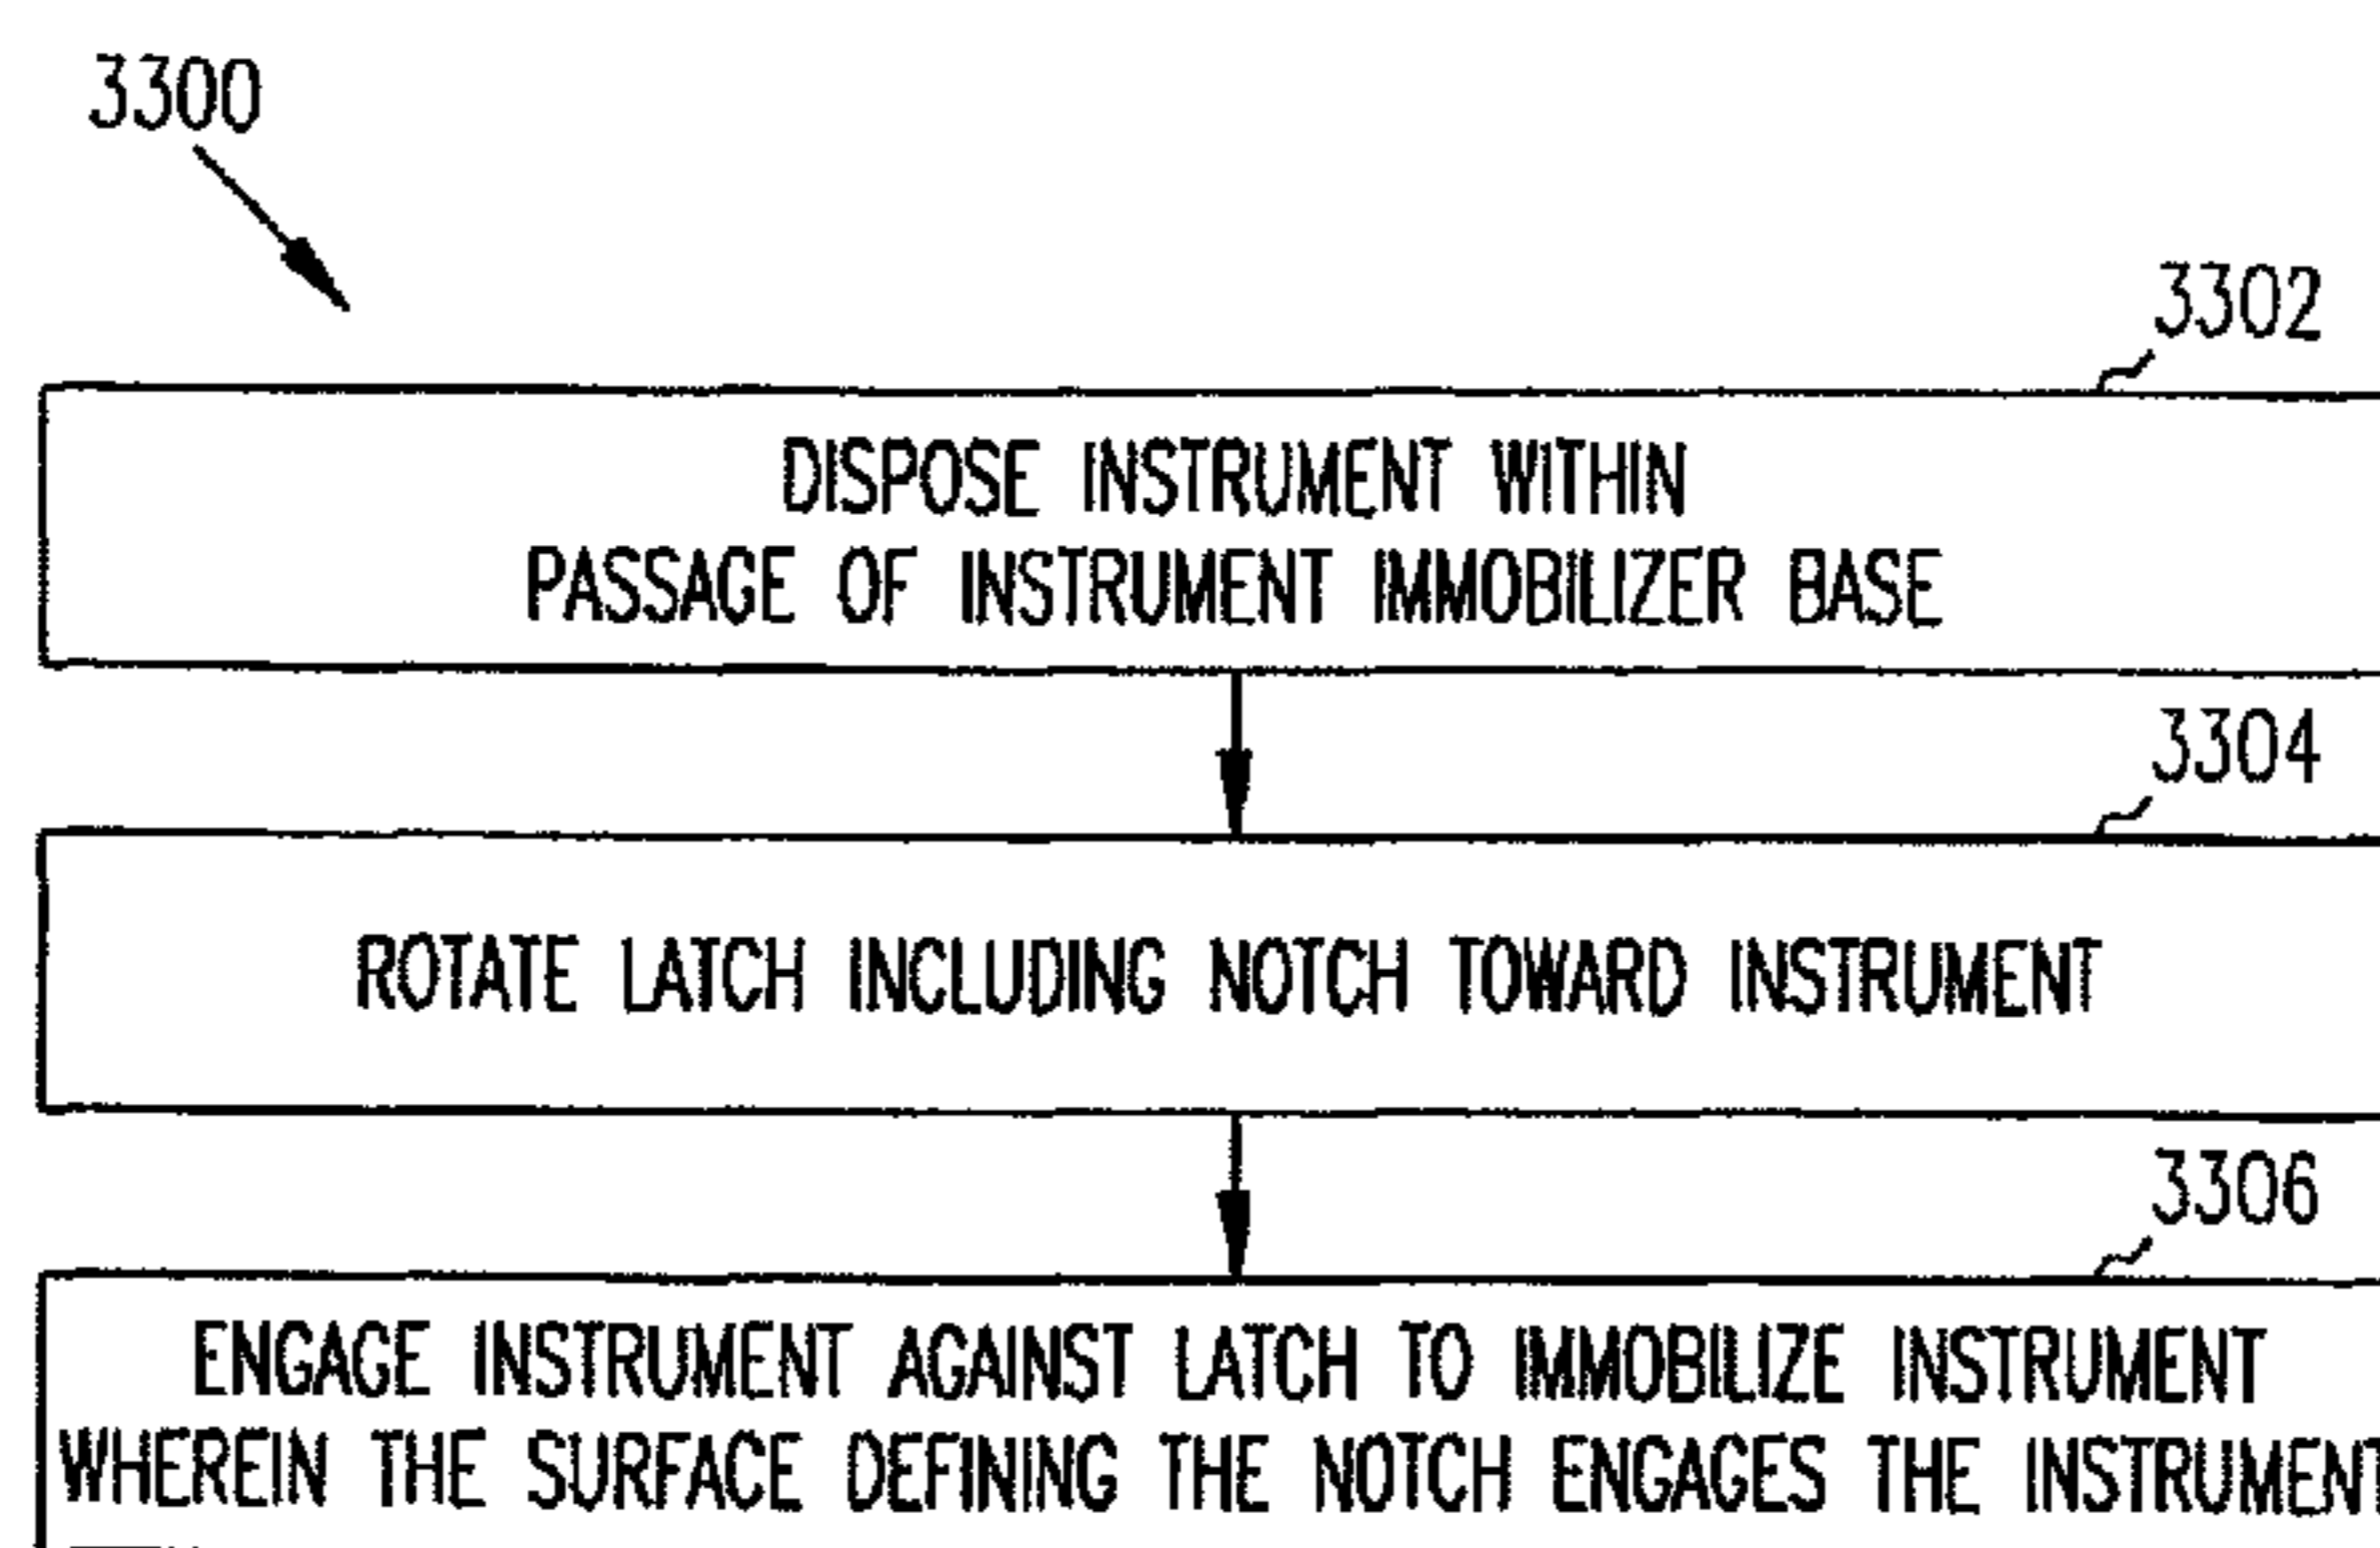 3300
3302
DISPOSE INSTRUMENT WITHIN
PASSAGE OF INSTRUMENT IMMOBILIZER BASE
3304
ROTATE LATCH INCLUDING NOTCH TOWARD INSTRUMENT
3306
ENGAGE INSTRUMENT AGAINST LATCH TO IMMOBILIZE INSTRUMENT
WHEREIN THE SURFACE DEFINING THE NOTCH ENGAGES THE INSTRUMENT